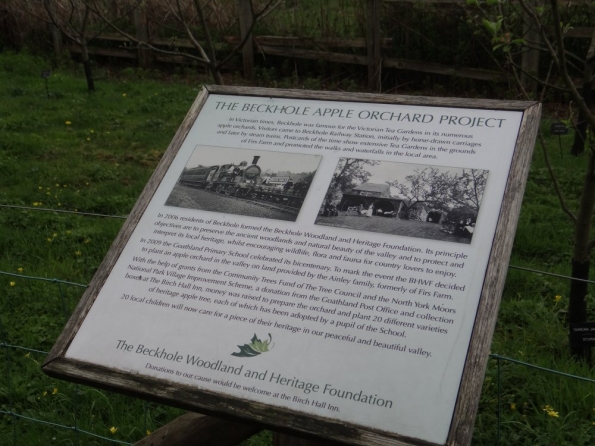 THE BECKHOLE APPLE ORCHARD PROJECT
In Victorian times, Beckhole was famous for the Victorian Tea Gardens in its numerous
apple orchards. Visitors came to Beckhole Railway Station, initially by horse-drawn carriages
and later by steam trains. Postcards of the time show extensive Tea Gardens in the grounds
of Firs Farm and promoted the walks and waterfalls in the local area.
In 2006 residents of Beckhole formed the Beckhole Woodland and Heritage Foundation. Its principle
objectives are to preserve the ancient woodlands and natural beauty of the valley and to protect and
interpret its local heritage, whilst encouraging wildlife, flora and fauna for country lovers to enjoy.
In 2009 the Goathland Primary School celebrated its bicentenary. To mark the event the BHWF decided
to plant an apple orchard in the valley on land provided by the Ainley family, formerly of Firs Farm.
With the help of grants from the Community Trees Fund of The Tree Council and the North York Moors
National Park Village Improvement Scheme, a donation from the Goathland Post Office and collection
box at The Birch Hall Inn, money was raised to prepare the orchard and plant 20 different varieties
of heritage apple tree, each of which has been adopted by a pupil of the School.
20 local children will now care for a piece of their heritage in our peaceful and beautiful valley.
The Beckhole Woodland and Heritage Foundation
Donations to our cause would be welcome at the Birch Hall Inn.